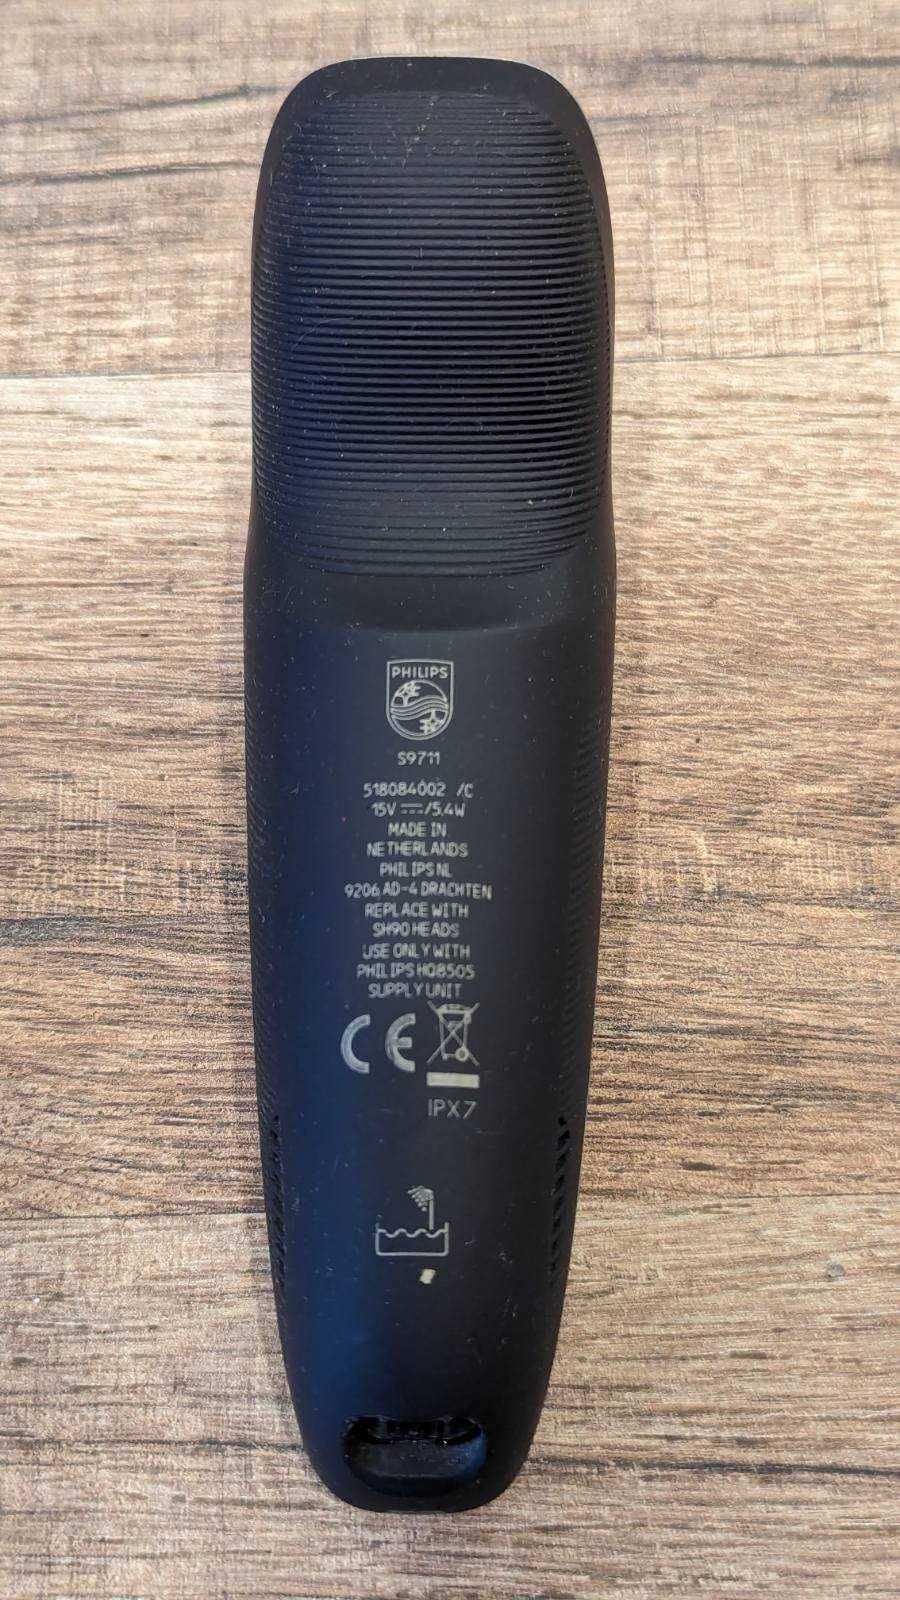 PHILIPS
S9711
518084002 /C
15V ⎓/5.4W
MADE IN
NETHERLANDS
PHILIPS NL
9206 AD-4 DRACHTEN
REPLACE WITH
SH90 HEADS
USE ONLY WITH
PHILIPS HQ8505
SUPPLY UNIT
CE
IPX7